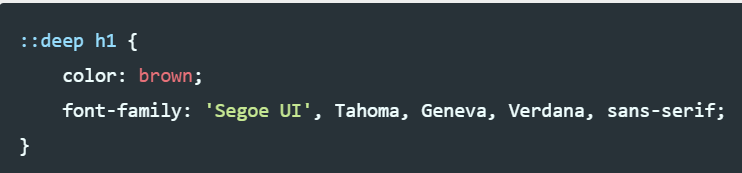 ::deep h1 {
    color: brown;
    font-family: 'Segoe UI', Tahoma, Geneva, Verdana, sans-serif;
}